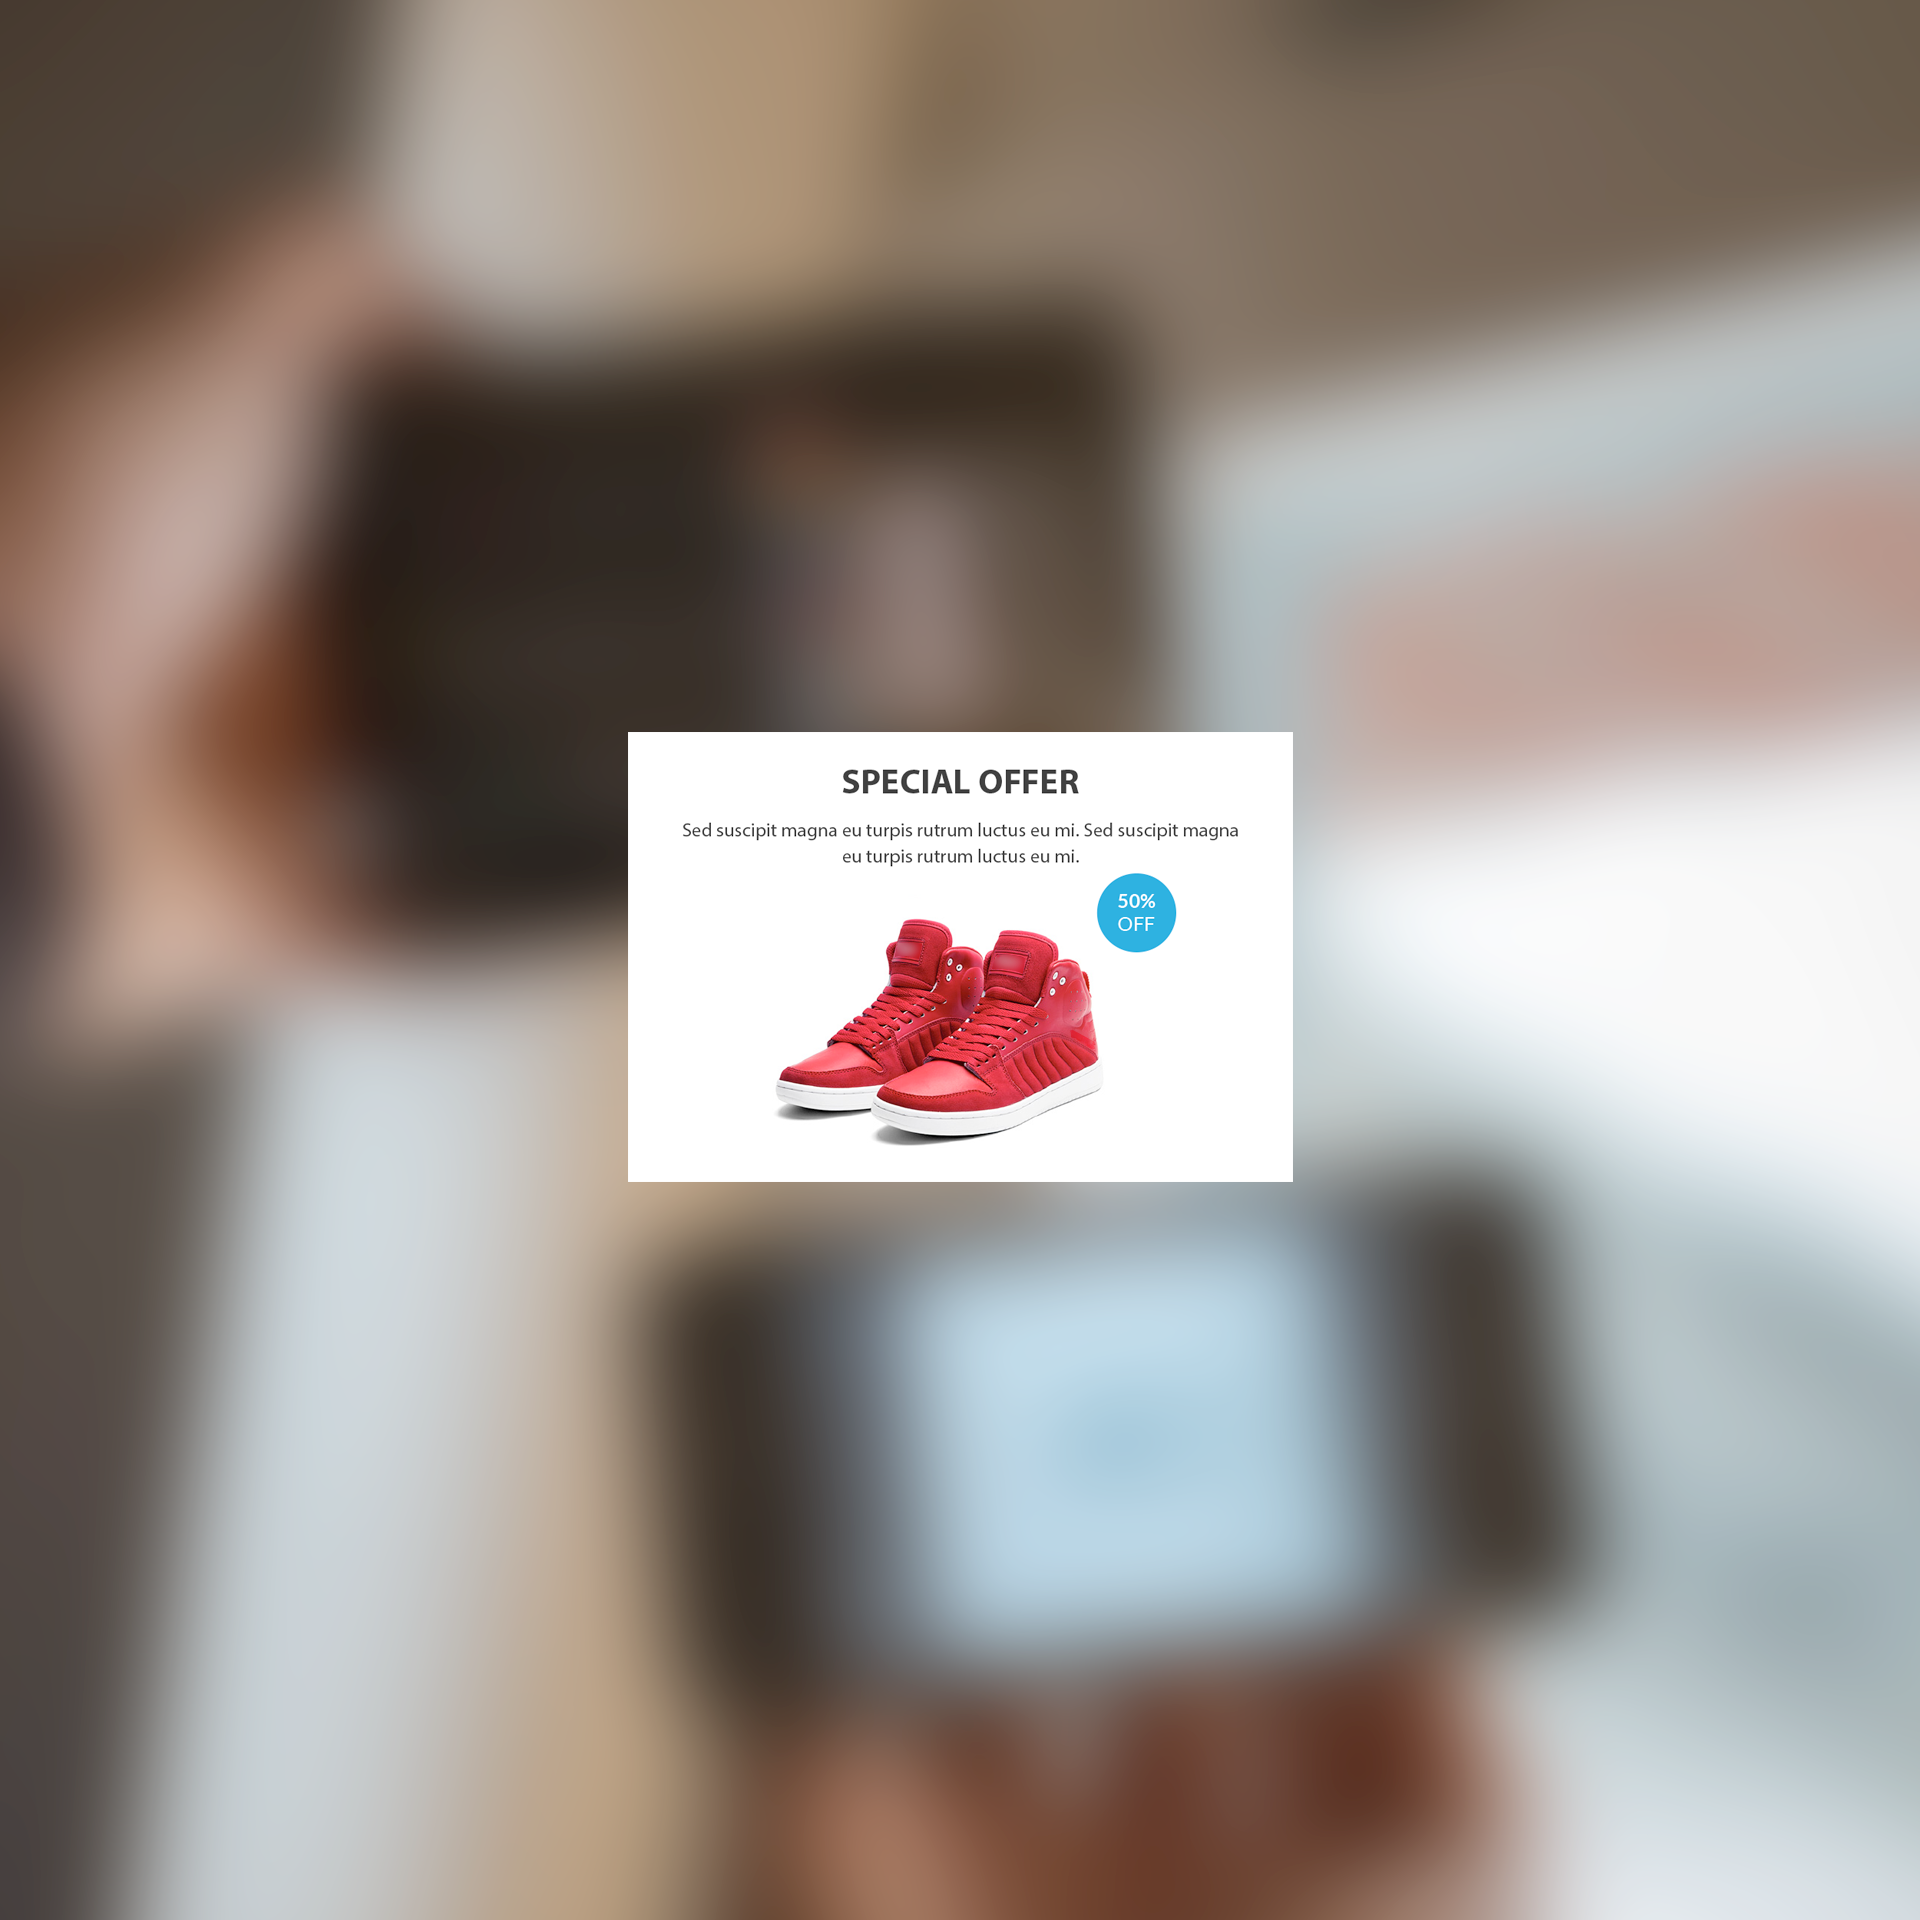 SPECIAL OFFER
Sed suscipit magna eu turpis rutrum luctus eu mi. Sed suscipit magna
eu turpis rutrum luctus eu mi.
50%
OFF